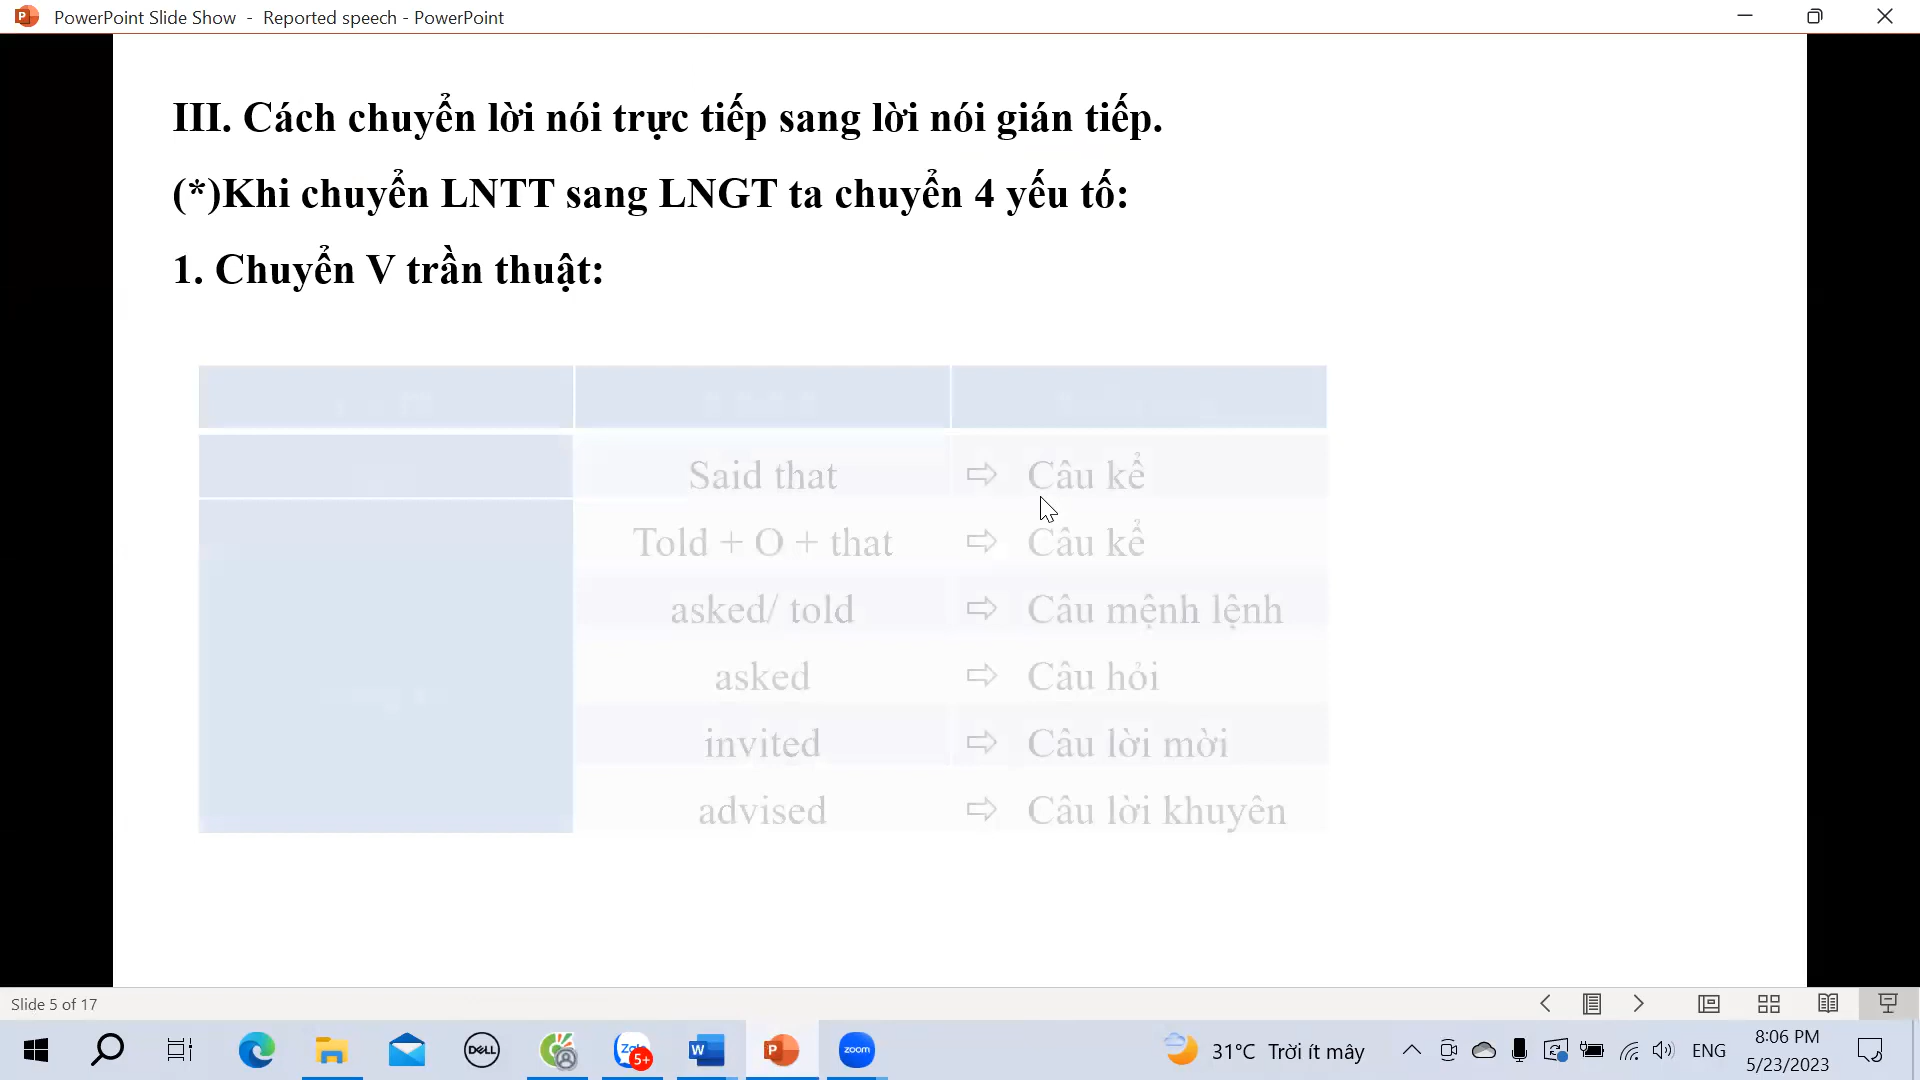 PowerPoint Slide Show - Reported speech - PowerPoint
III. Cách chuyển lời nói trực tiếp sang lời nói gián tiếp.
(*)Khi chuyển LNTT sang LNGT ta chuyển 4 yếu tố:
1. Chuyển V trần thuật:
Said that ⇨ Câu kể
Told + O + that ⇨ Câu kể
asked/ told ⇨ Câu mệnh lệnh
asked ⇨ Câu hỏi
invited ⇨ Câu lời mời
advised ⇨ Câu lời khuyên
Slide 5 of 17
DELL
5+
W
P
zoom
31°C Trời ít mây
ENG
8:06 PM
5/23/2023